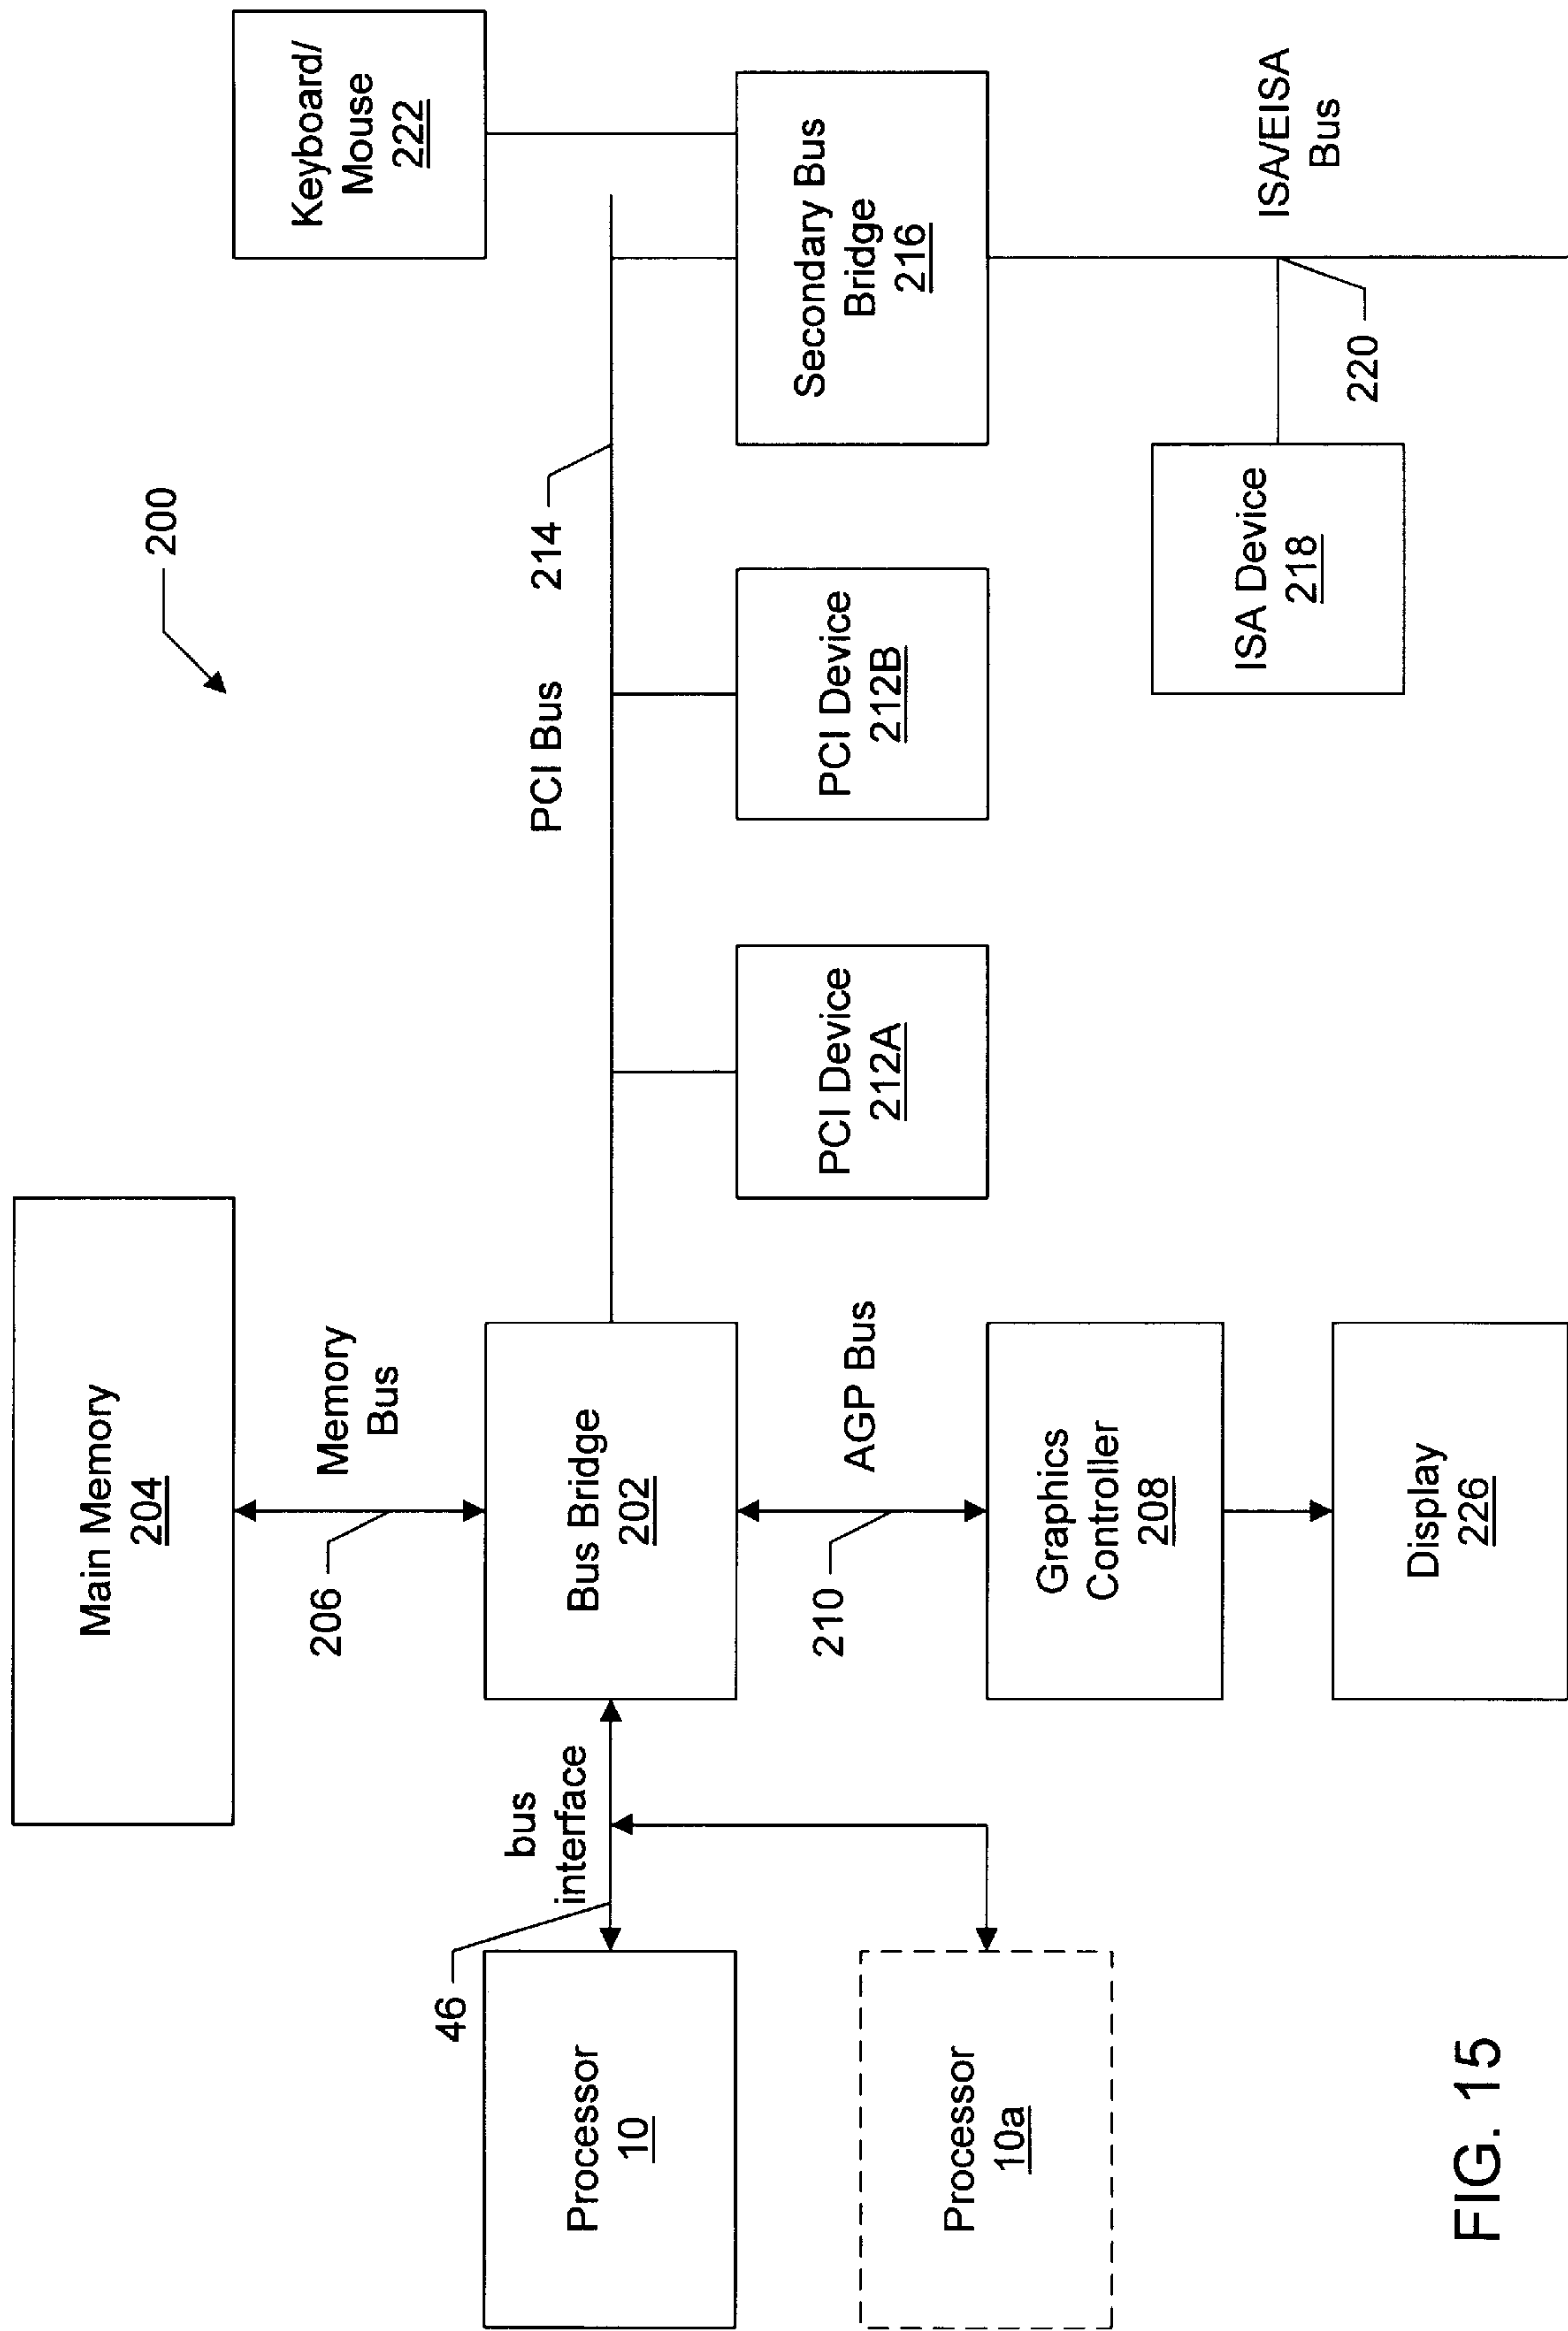 200
Main Memory
204
Keyboard/
Mouse
222
206
Memory
Bus
46
bus
interface
PCI Bus
214
Processor
10
Bus Bridge
202
PCI Device
212A
PCI Device
212B
Secondary Bus
Bridge
216
210
AGP Bus
Processor
10a
Graphics
Controller
208
ISA Device
218
220
ISA/EISA
Bus
Display
226
FIG. 15